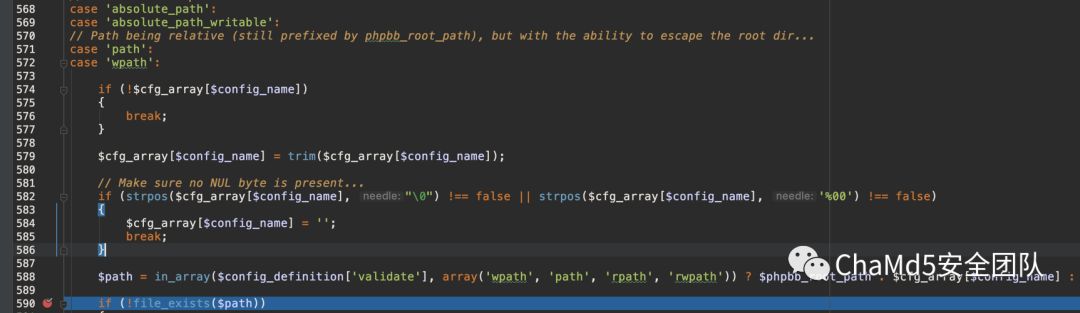 568 case 'absolute_path':
569 case 'absolute_path_writable':
570 // Path being relative (still prefixed by phpbb_root_path), but with the ability to escape the root dir...
571 case 'path':
572 case 'wpath':
573
574 if (!$cfg_array[$config_name])
575 {
576 break;
577 }
578
579 $cfg_array[$config_name] = trim($cfg_array[$config_name]);
580
581 // Make sure no NUL byte is present...
582 if (strpos($cfg_array[$config_name], needle: "\0") !== false || strpos($cfg_array[$config_name], needle: '%00') !== false)
583 {
584 $cfg_array[$config_name] = '';
585 break;
586 }
587
588 $path = in_array($config_definition['validate'], array('wpath', 'path', 'rpath', 'rwpath')) ? $phpbb_root_path . $cfg_array[$config_name] :
589
590 if (!file_exists($path))
ChaMd5安全团队